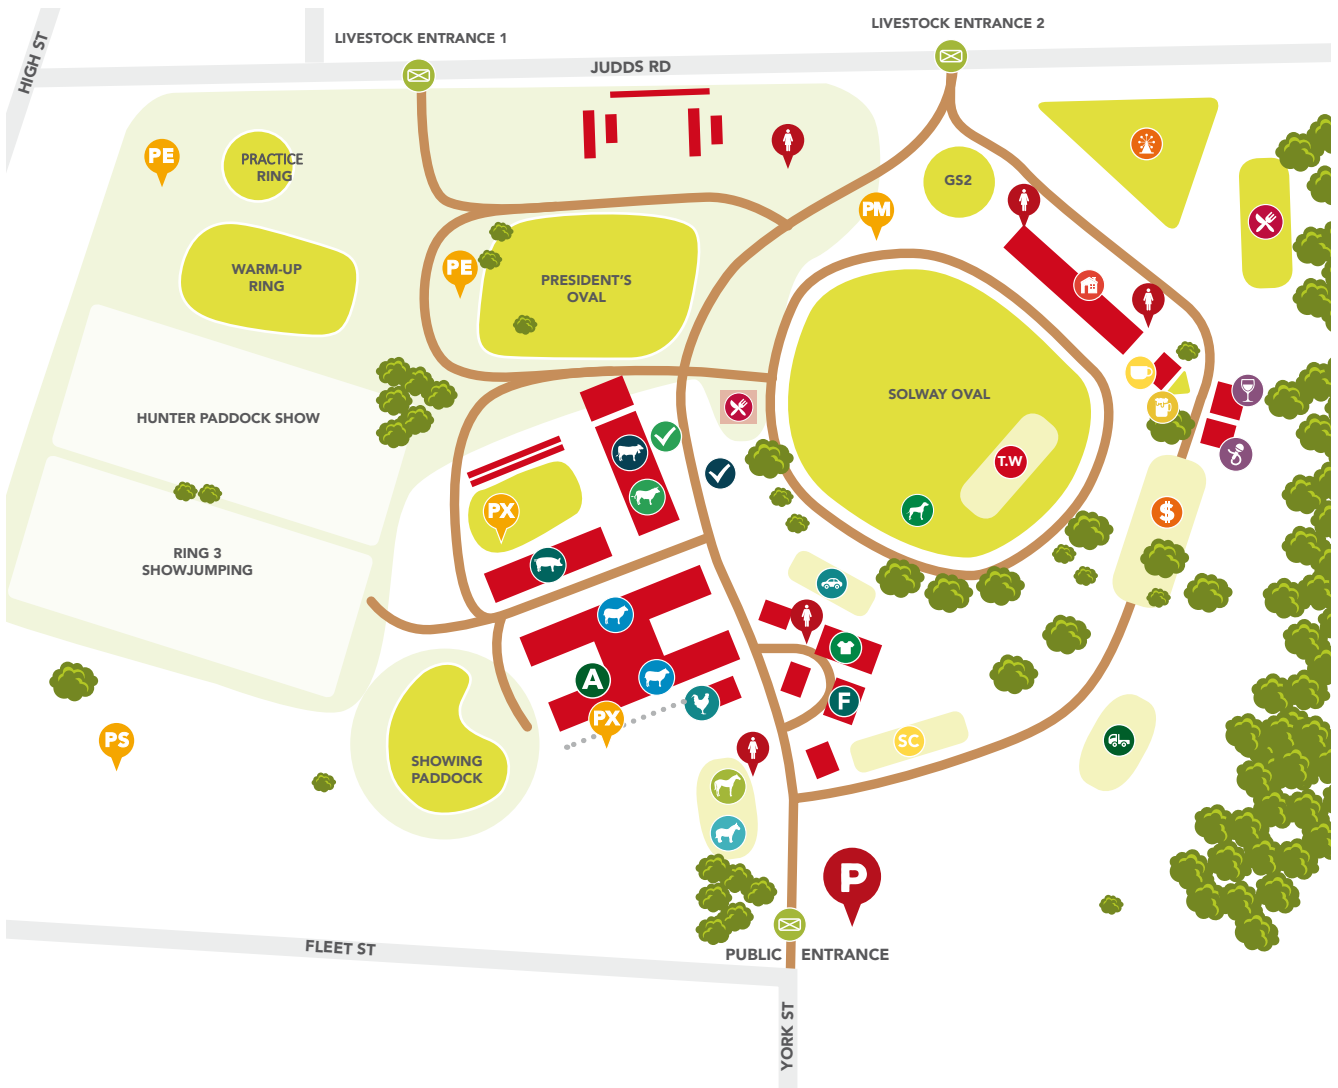 LIVESTOCK ENTRANCE 2
LIVESTOCK ENTRANCE 1
HIGH ST
JUDDS RD
PE
PRACTICE
RING
GS2
PM
WARM-UP
RING
PE
PRESIDENT'S
OVAL
SOLWAY OVAL
HUNTER PADDOCK SHOW
T.W
PX
$
RING 3
SHOWJUMPING
A
F
PX
PS
SC
SHOWING
PADDOCK
P
FLEET ST
PUBLIC ENTRANCE
YORK ST